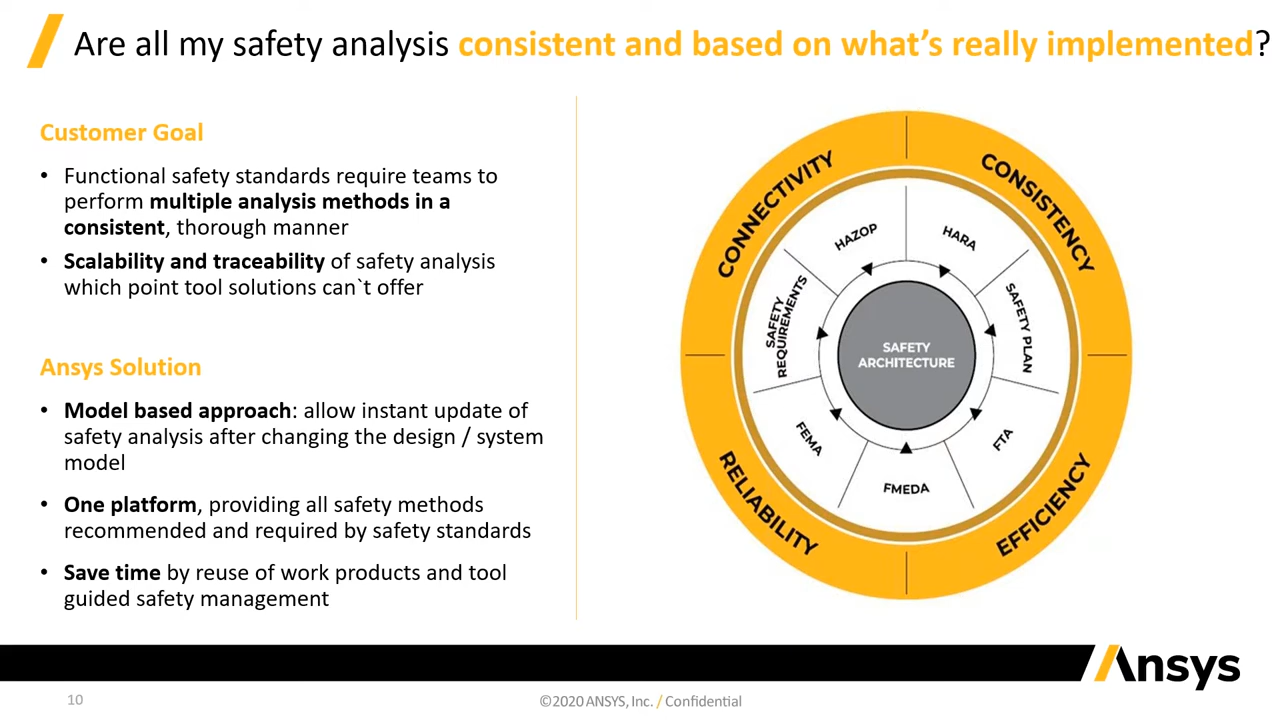 Are all my safety analysis consistent and based on what’s really implemented?
Customer Goal
• Functional safety standards require teams to
perform multiple analysis methods in a
consistent, thorough manner
• Scalability and traceability of safety analysis
which point tool solutions can`t offer
Ansys Solution
• Model based approach: allow instant update of
safety analysis after changing the design / system
model
• One platform, providing all safety methods
recommended and required by safety standards
• Save time by reuse of work products and tool
guided safety management
CONNECTIVITY
CONSISTENCY
EFFICIENCY
RELIABILITY
HAZOP
HARA
SAFETY PLAN
FTA
FMEDA
FEMA
SAFETY
REQUIREMENTS
SAFETY
ARCHITECTURE
Ansys
10
©2020 ANSYS, Inc. / Confidential